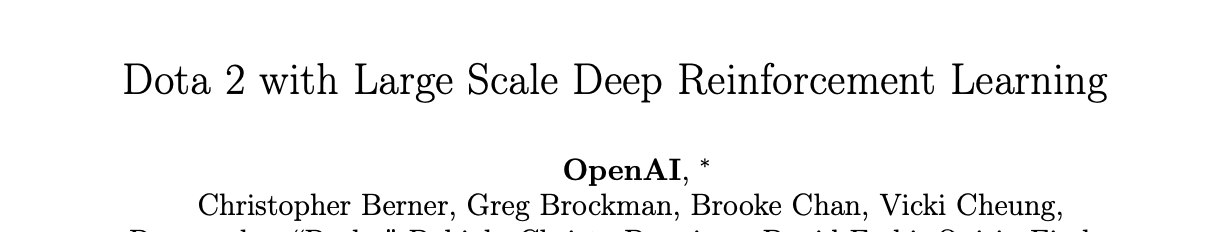 Dota 2 with Large Scale Deep Reinforcement Learning
OpenAI, *
Christopher Berner, Greg Brockman, Brooke Chan, Vicki Cheung,